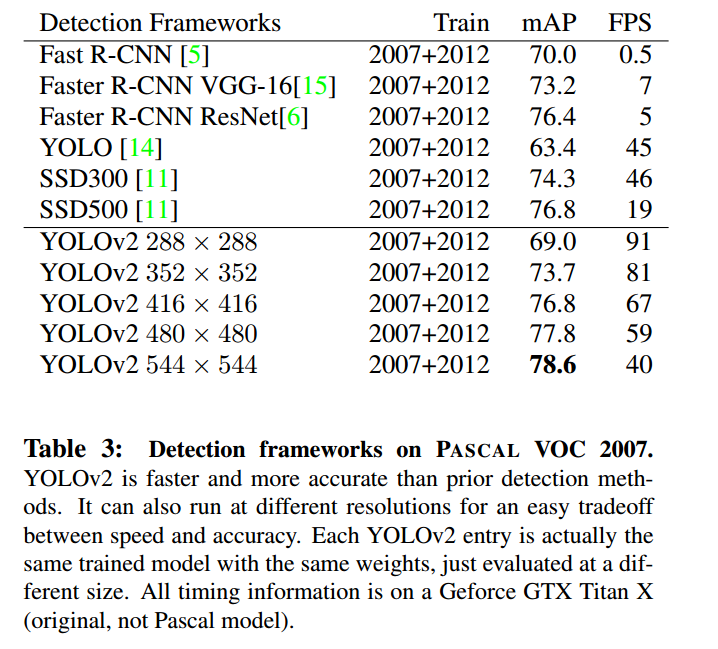 Detection Frameworks Train mAP FPS
Fast R-CNN [5] 2007+2012 70.0 0.5
Faster R-CNN VGG-16[15] 2007+2012 73.2 7
Faster R-CNN ResNet[6] 2007+2012 76.4 5
YOLO [14] 2007+2012 63.4 45
SSD300 [11] 2007+2012 74.3 46
SSD500 [11] 2007+2012 76.8 19
YOLOv2 288 × 288 2007+2012 69.0 91
YOLOv2 352 × 352 2007+2012 73.7 81
YOLOv2 416 × 416 2007+2012 76.8 67
YOLOv2 480 × 480 2007+2012 77.8 59
YOLOv2 544 × 544 2007+2012 78.6 40
Table 3: Detection frameworks on PASCAL VOC 2007.
YOLOv2 is faster and more accurate than prior detection meth-
ods. It can also run at different resolutions for an easy tradeoff
between speed and accuracy. Each YOLOv2 entry is actually the
same trained model with the same weights, just evaluated at a dif-
ferent size. All timing information is on a Geforce GTX Titan X
(original, not Pascal model).